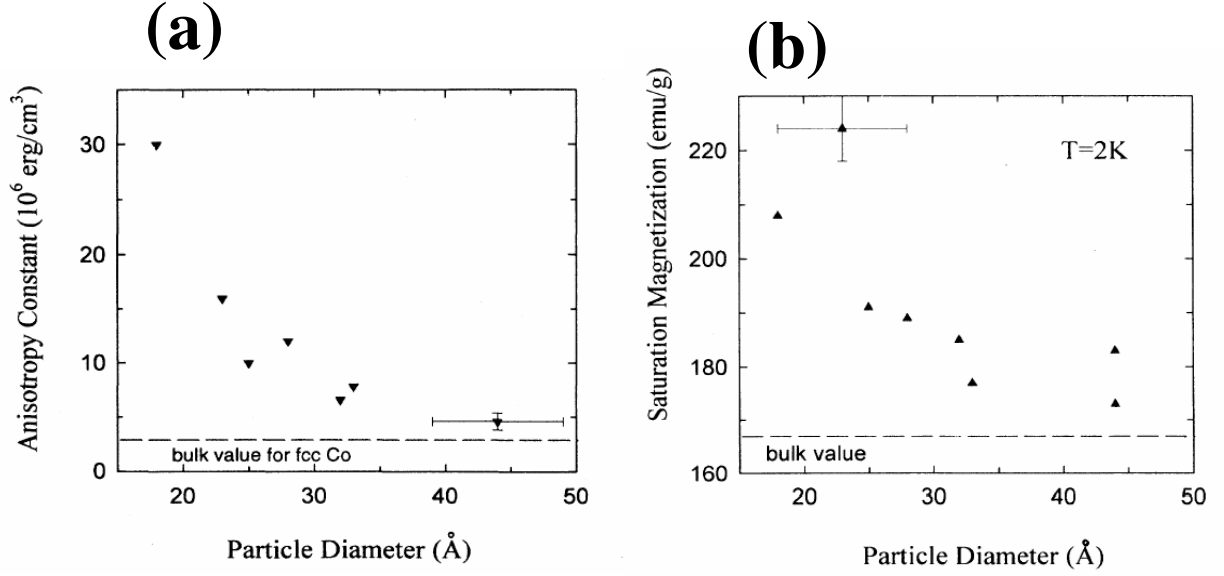 (a)
Anisotropy Constant (10⁶ erg/cm³)
30
20
10
0
bulk value for fcc Co
20 30 40 50
Particle Diameter (Å)
(b)
Saturation Magnetization (emu/g)
T=2K
220
200
180
160
bulk value
20 30 40 50
Particle Diameter (Å)